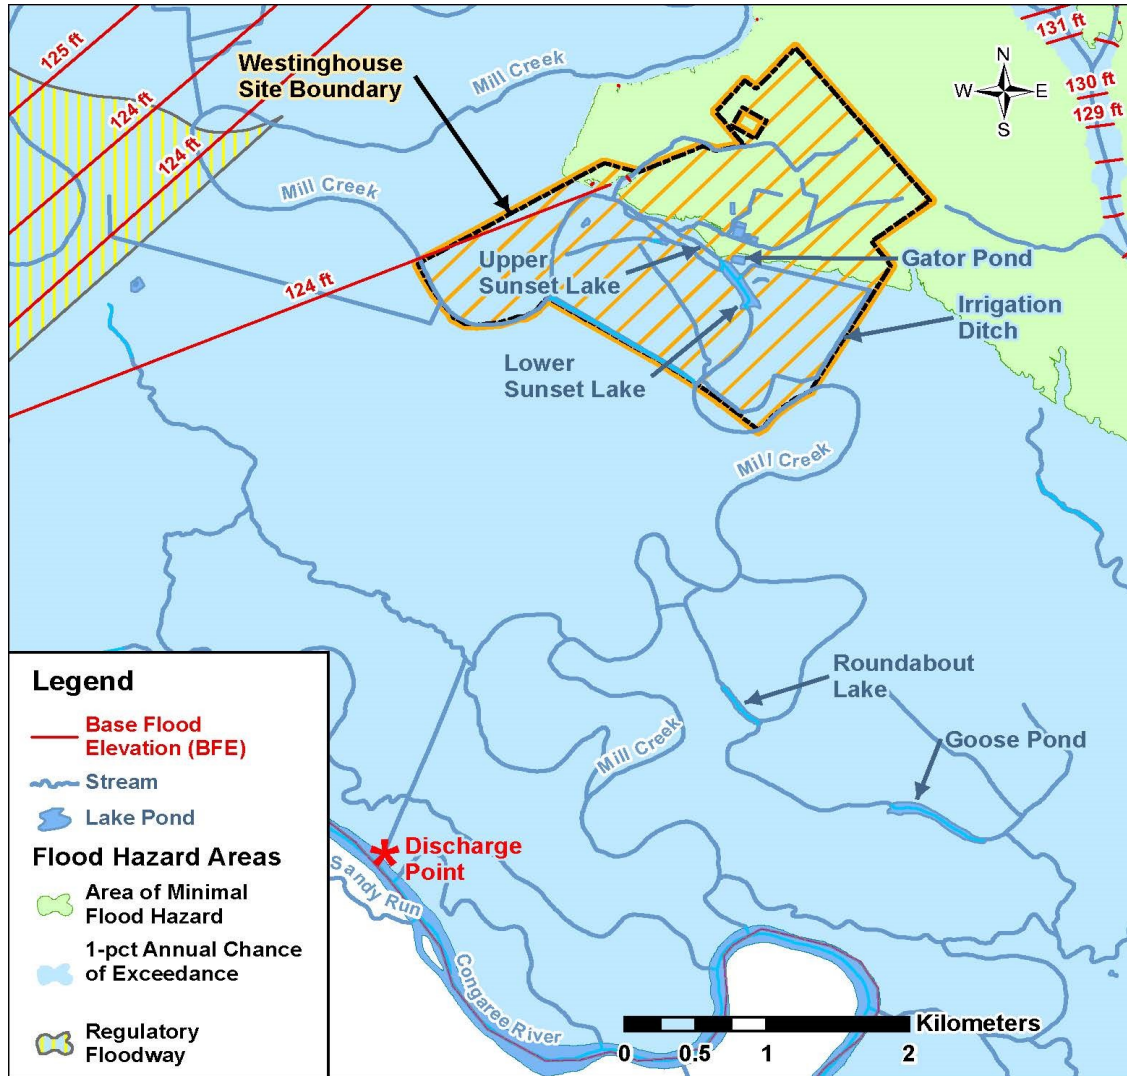 125 ft
124 ft
124 ft
124 ft
Westinghouse
Site Boundary
Mill Creek
Mill Creek
131 ft
130 ft
129 ft
N
W
E
S
Upper
Sunset Lake
Gator Pond
Irrigation
Ditch
Lower
Sunset Lake
Mill Creek
Roundabout
Lake
Mill Creek
Goose Pond
Discharge
Point
Sandy Run
Congaree River
Legend
Base Flood
Elevation (BFE)
Stream
Lake Pond
Flood Hazard Areas
Area of Minimal
Flood Hazard
1-pct Annual Chance
of Exceedance
Regulatory
Floodway
Kilometers
0 0.5 1 2